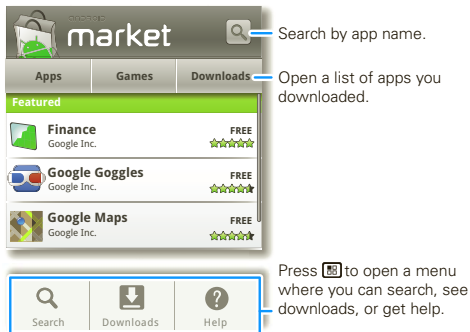 android
market
Search by app name.
Apps
Games
Downloads
Open a list of apps you
downloaded.
Featured
Finance
FREE
Google Inc.
Google Goggles
FREE
Google Inc.
Google Maps
FREE
Google Inc.
Press to open a menu
where you can search, see
downloads, or get help.
Search
Downloads
Help